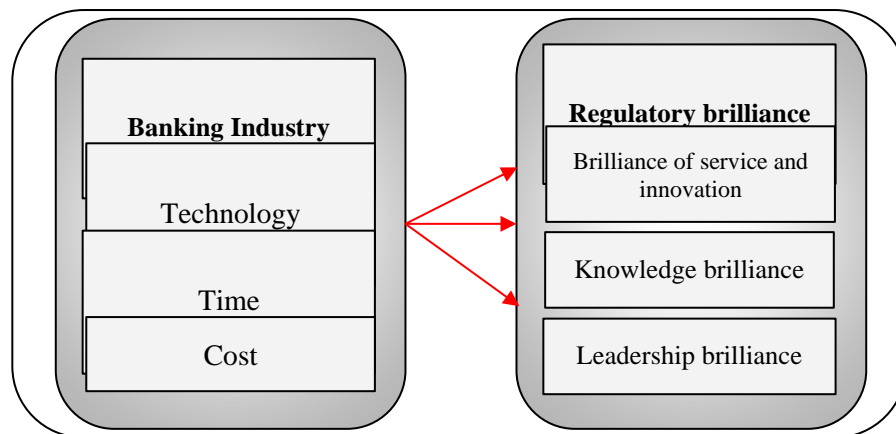 Banking Industry
Technology
Time
Cost
Regulatory brilliance
Brilliance of service and
innovation
Knowledge brilliance
Leadership brilliance